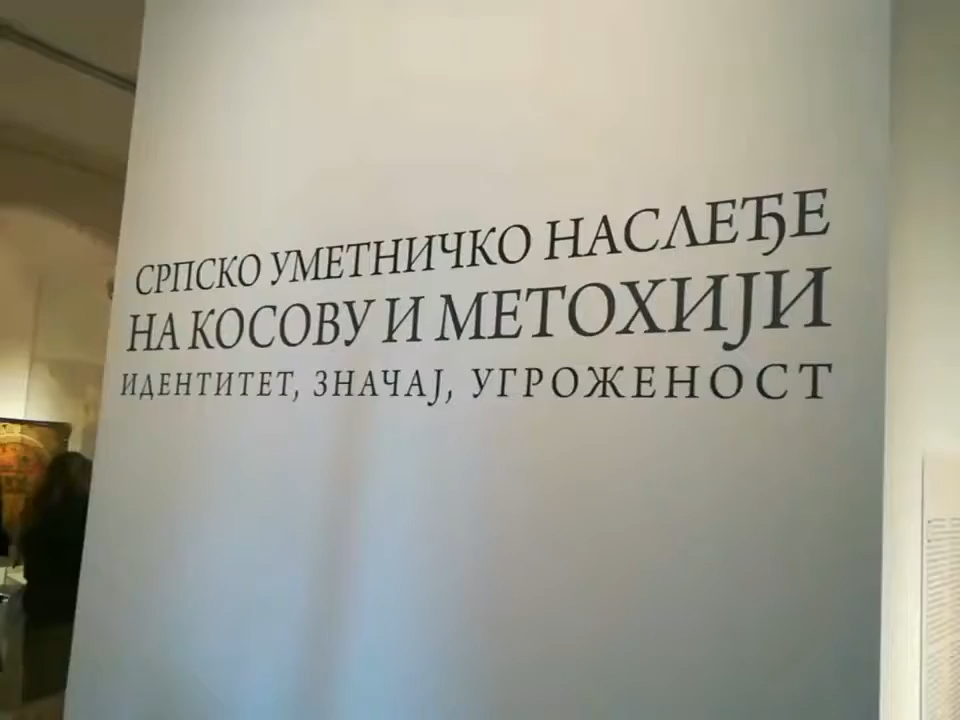 СРПСКО УМЕТНИЧКО НАСЛЕЂЕ
НА КОСОВУ И МЕТОХИЈИ
ИДЕНТИТЕТ, ЗНАЧАЈ, УГРОЖЕНОСТ